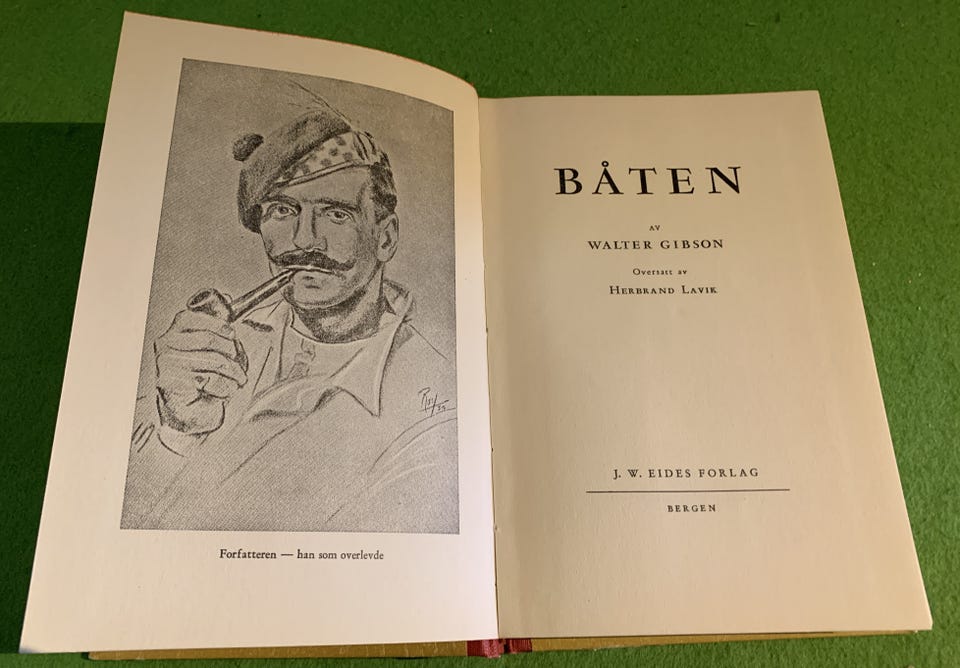 Forfatteren — han som overlevde
BÅTEN
AV
WALTER GIBSON
Oversatt av
HERBRAND LAVIK
J. W. EIDES FORLAG
BERGEN